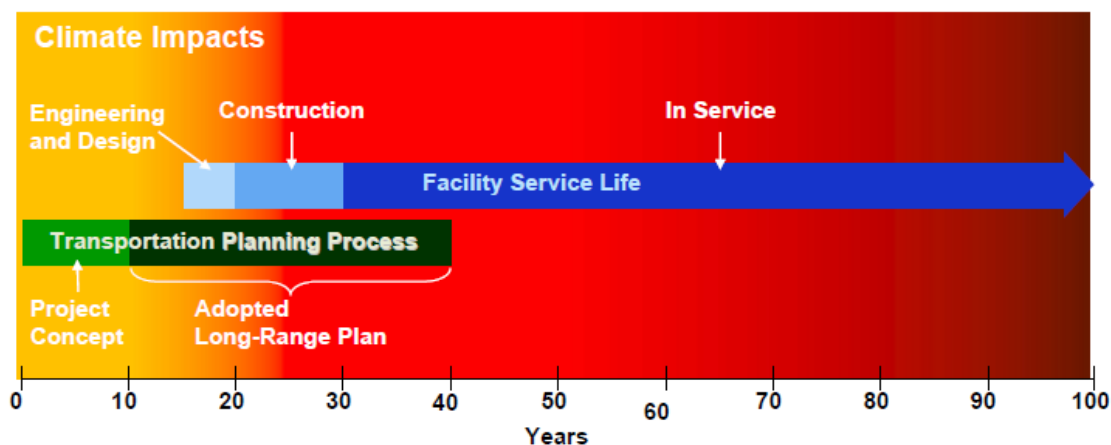 Climate Impacts
Engineering
and Design
Construction
In Service
Facility Service Life
Transportation Planning Process
Project
Concept
Adopted
Long-Range Plan
0 10 20 30 40 50 60 70 80 90 100
Years